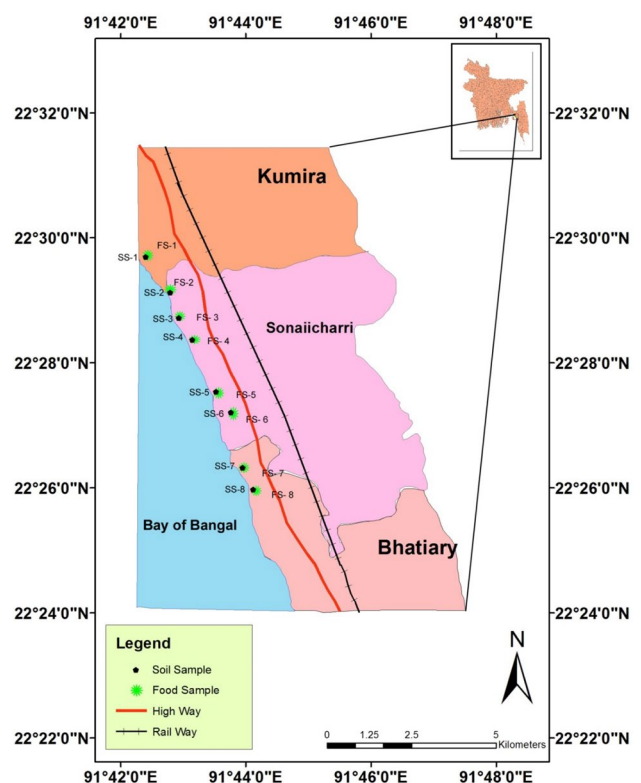 91°42'0"E 91°44'0"E 91°46'0"E 91°48'0"E
22°32'0"N 22°32'0"N
Kumira
22°30'0"N 22°30'0"N
FS-1
SS-1
FS-2
SS-2
SS-3 FS- 3
Sonaiicharri
SS-4 FS- 4
22°28'0"N 22°28'0"N
SS-5 FS-5
SS-6 FS- 6
SS-7 FS- 7
22°26'0"N 22°26'0"N
SS-8 FS- 8
Bay of Bangal
Bhatiary
22°24'0"N 22°24'0"N
Legend
Soil Sample
Food Sample
High Way
Rail Way
N
0 1.25 2.5 5
Kilometers
22°22'0"N 22°22'0"N
91°42'0"E 91°44'0"E 91°46'0"E 91°48'0"E